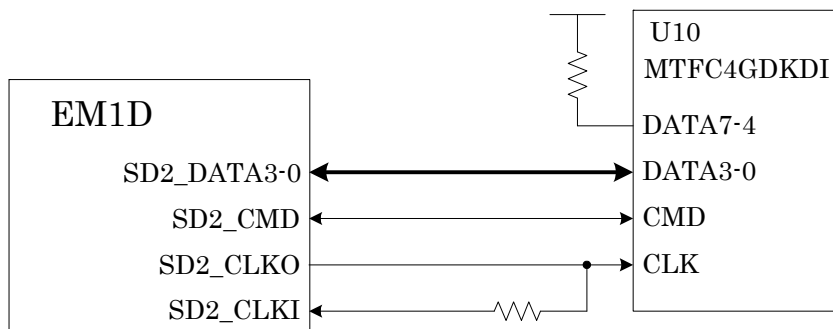 U10
MTFC4GDKDI
EM1D
DATA7-4
SD2_DATA3-0
DATA3-0
SD2_CMD
CMD
SD2_CLKO
CLK
SD2_CLKI